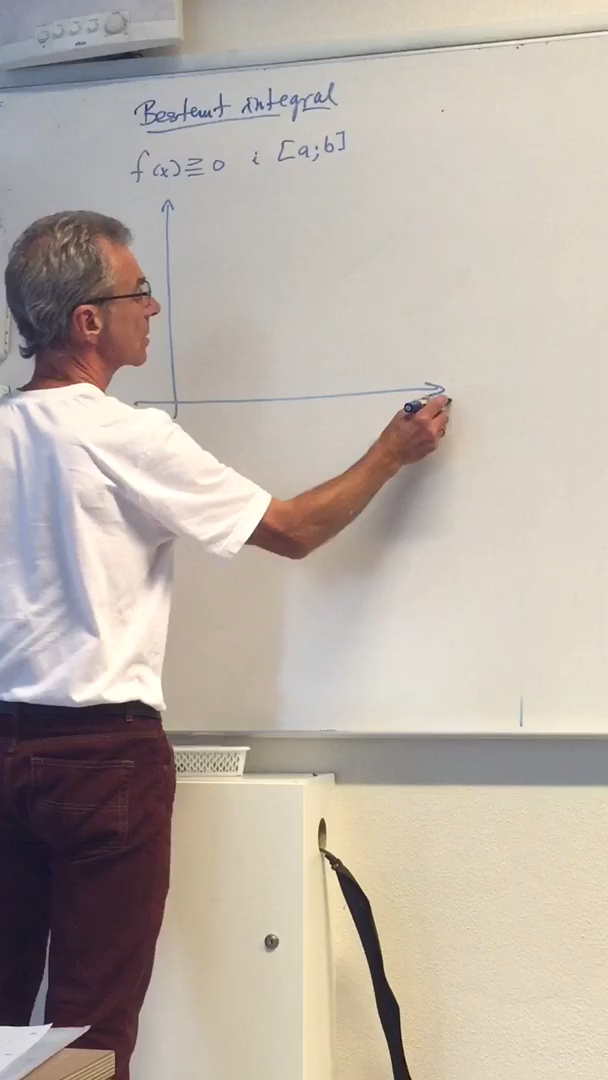 Bestemt integral
f(x) ≧ 0 i [a;b]